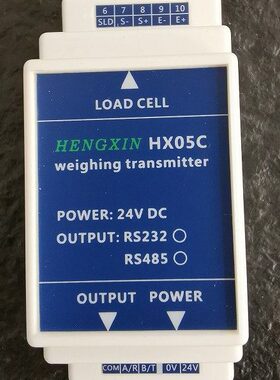 6 7 8 9 10
SLD S- S+ E- E+
LOAD CELL
HENGXIN HX05C
weighing transmitter
POWER: 24V DC
OUTPUT: RS232
RS485
OUTPUT POWER
COM A/R B/T 0V 24V